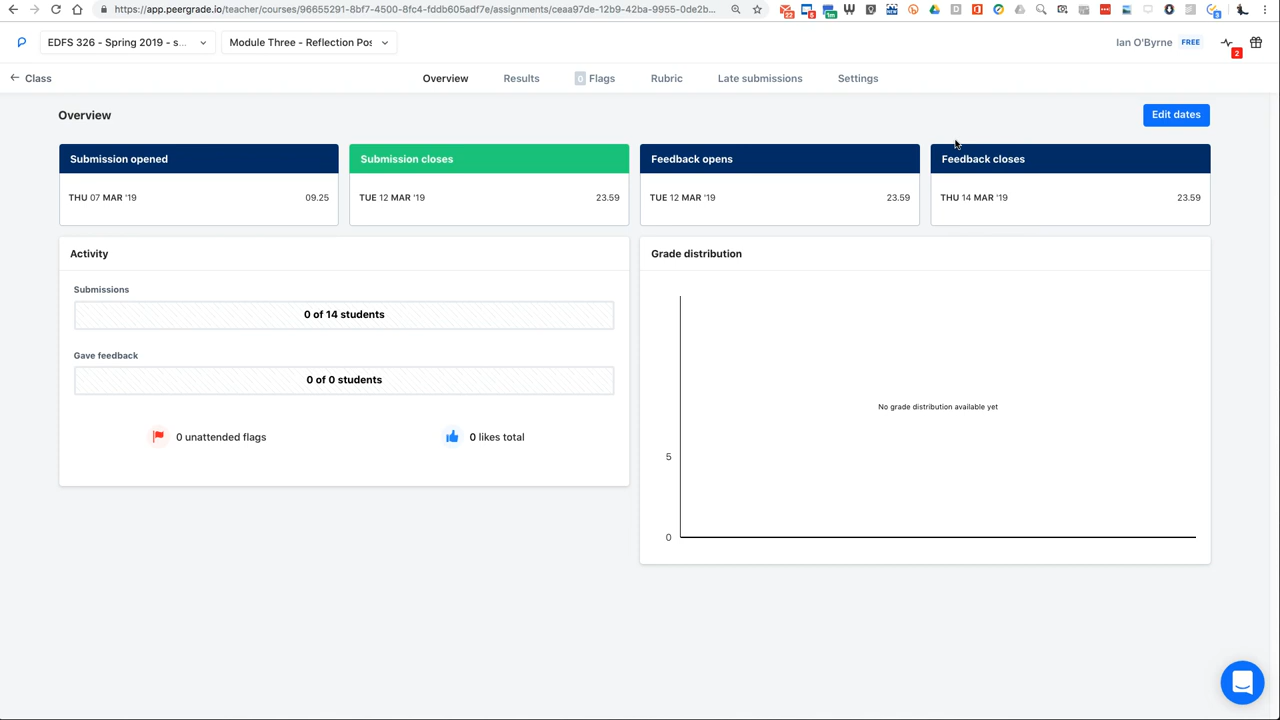 https://app.peergrade.io/teacher/courses/96655291-8bf7-4500-8fc4-fddb605adf7e/assignments/ceaa97de-12b9-42ba-9955-0de2b...
EDFS 326 - Spring 2019 - s...
Module Three - Reflection Pos
Ian O'Byrne
FREE
2
Class
Overview
Results
0 Flags
Rubric
Late submissions
Settings
Overview
Edit dates
Submission opened
THU 07 MAR '19
09.25
Submission closes
TUE 12 MAR '19
23.59
Feedback opens
TUE 12 MAR '19
23.59
Feedback closes
THU 14 MAR '19
23.59
Activity
Submissions
0 of 14 students
Gave feedback
0 of 0 students
0 unattended flags
0 likes total
Grade distribution
No grade distribution available yet
5
0